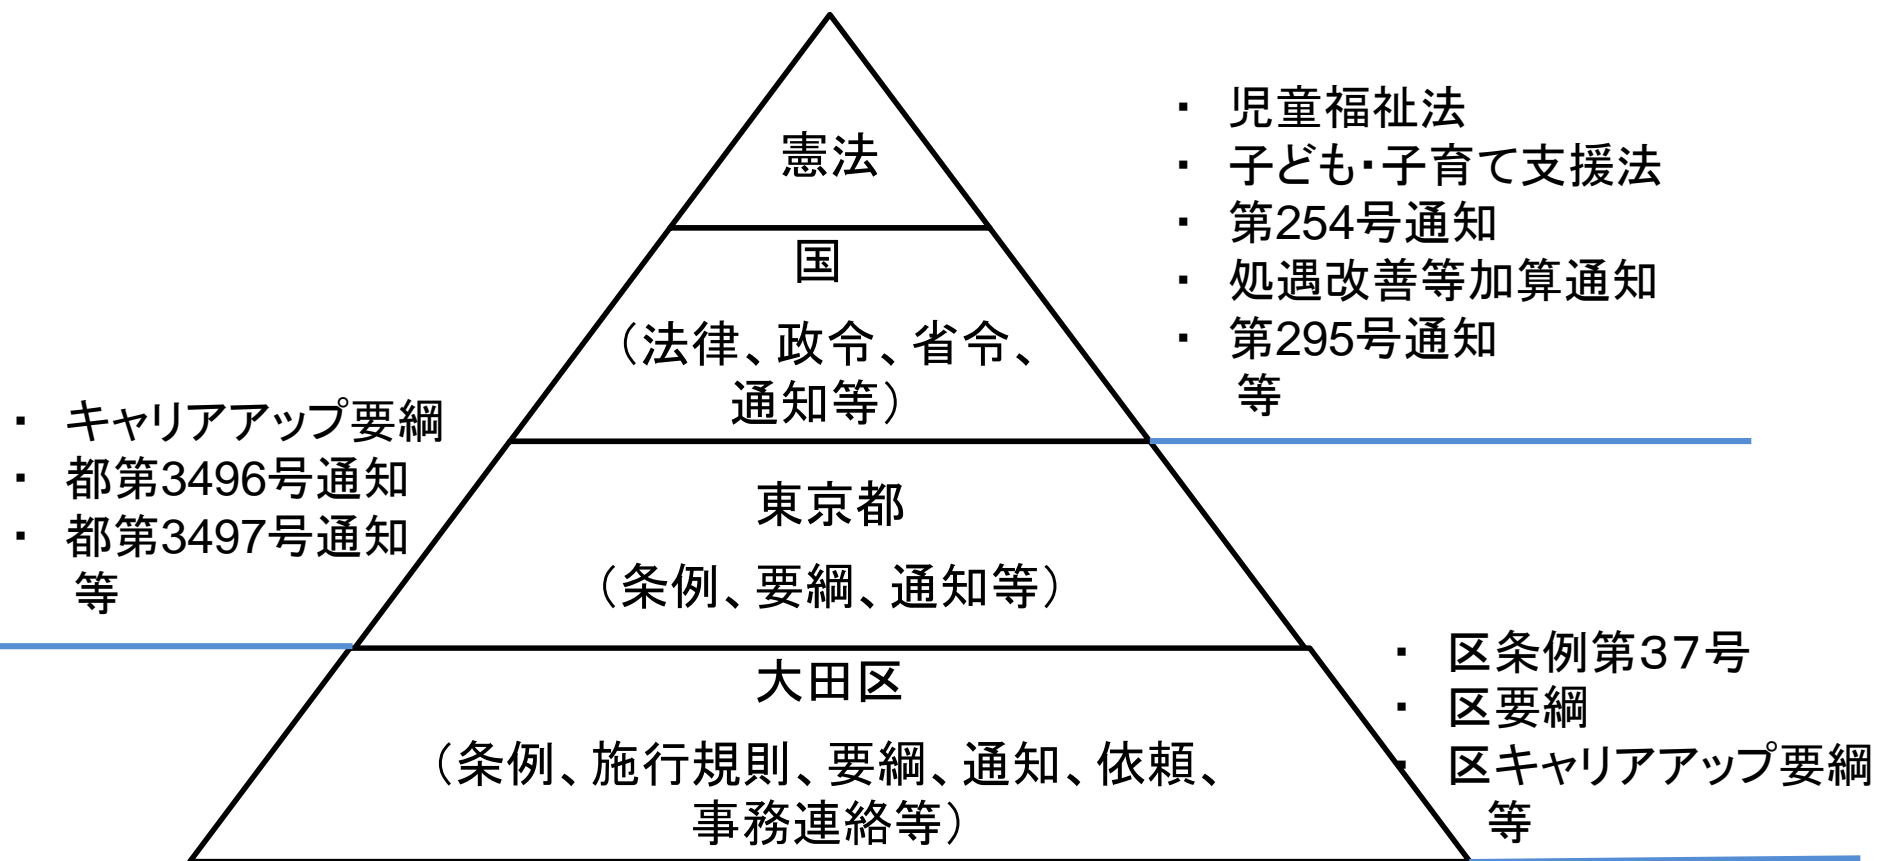 憲法
国
（法律、政令、省令、
通知等）
東京都
（条例、要綱、通知等）
大田区
（条例、施行規則、要綱、通知、依頼、
事務連絡等）
・ 児童福祉法
・ 子ども・子育て支援法
・ 第254号通知
・ 処遇改善等加算通知
・ 第295号通知
等
・ キャリアアップ要綱
・ 都第3496号通知
・ 都第3497号通知
等
・ 区条例第３７号
・ 区要綱
・ 区キャリアアップ要綱
等